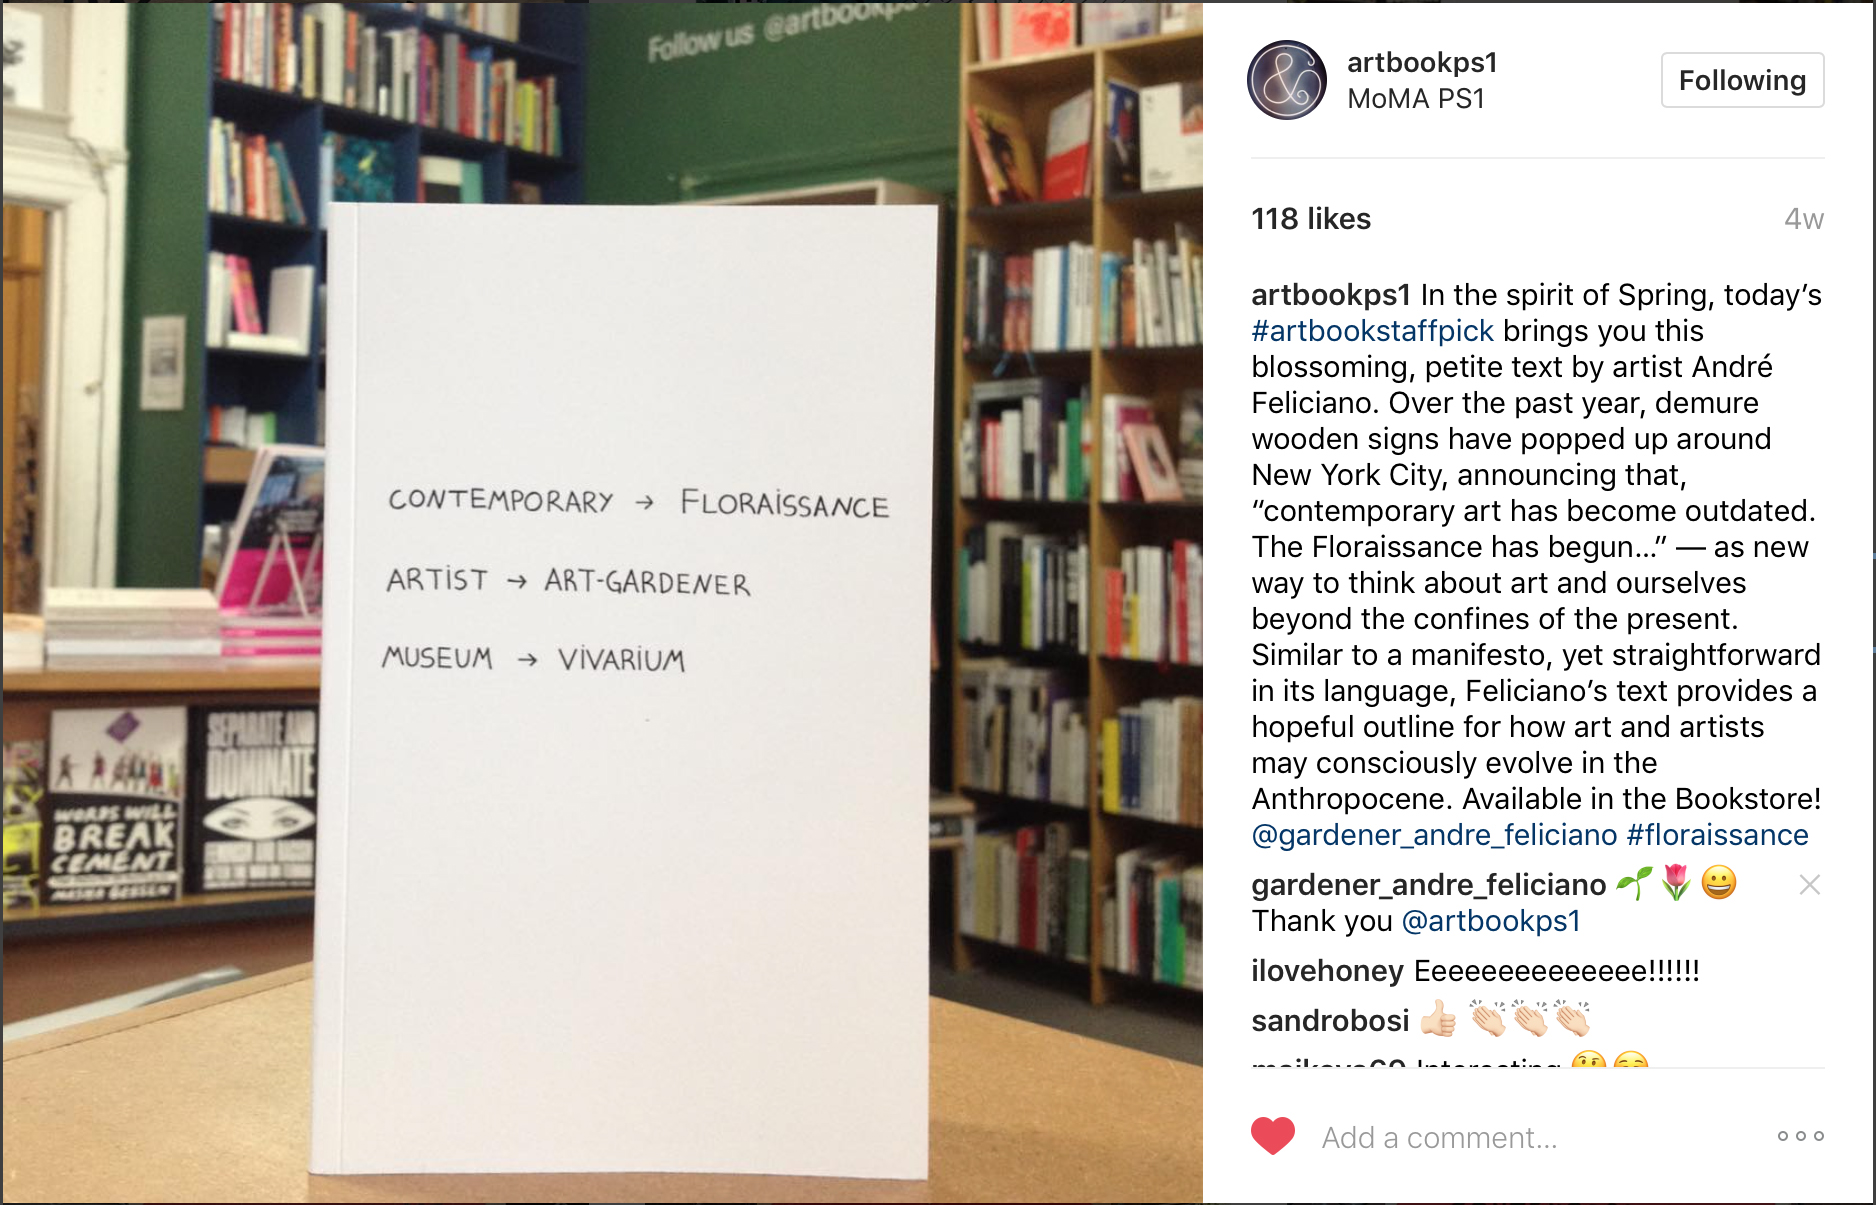 Follow us @artbookps1
CONTEMPORARY → FLORAISSANCE
ARTIST → ART-GARDENER
MUSEUM → VIVARIUM
WORDS WILL
BREAK
CEMENT
MASHA GESSEN
SEPARATE AND
DOMINATE
artbookps1
MoMA PS1
Following
118 likes
4w
artbookps1 In the spirit of Spring, today’s
#artbookstaffpick brings you this
blossoming, petite text by artist André
Feliciano. Over the past year, demure
wooden signs have popped up around
New York City, announcing that,
“contemporary art has become outdated.
The Floraissance has begun...” — as new
way to think about art and ourselves
beyond the confines of the present.
Similar to a manifesto, yet straightforward
in its language, Feliciano’s text provides a
hopeful outline for how art and artists
may consciously evolve in the
Anthropocene. Available in the Bookstore!
@gardener_andre_feliciano #floraissance
gardener_andre_feliciano 🌱🌷😀
Thank you @artbookps1
ilovehoney Eeeeeeeeeeeeee!!!!!!
sandrobosi 👍🏻 👏🏻👏🏻👏🏻
Interesting
Add a comment...